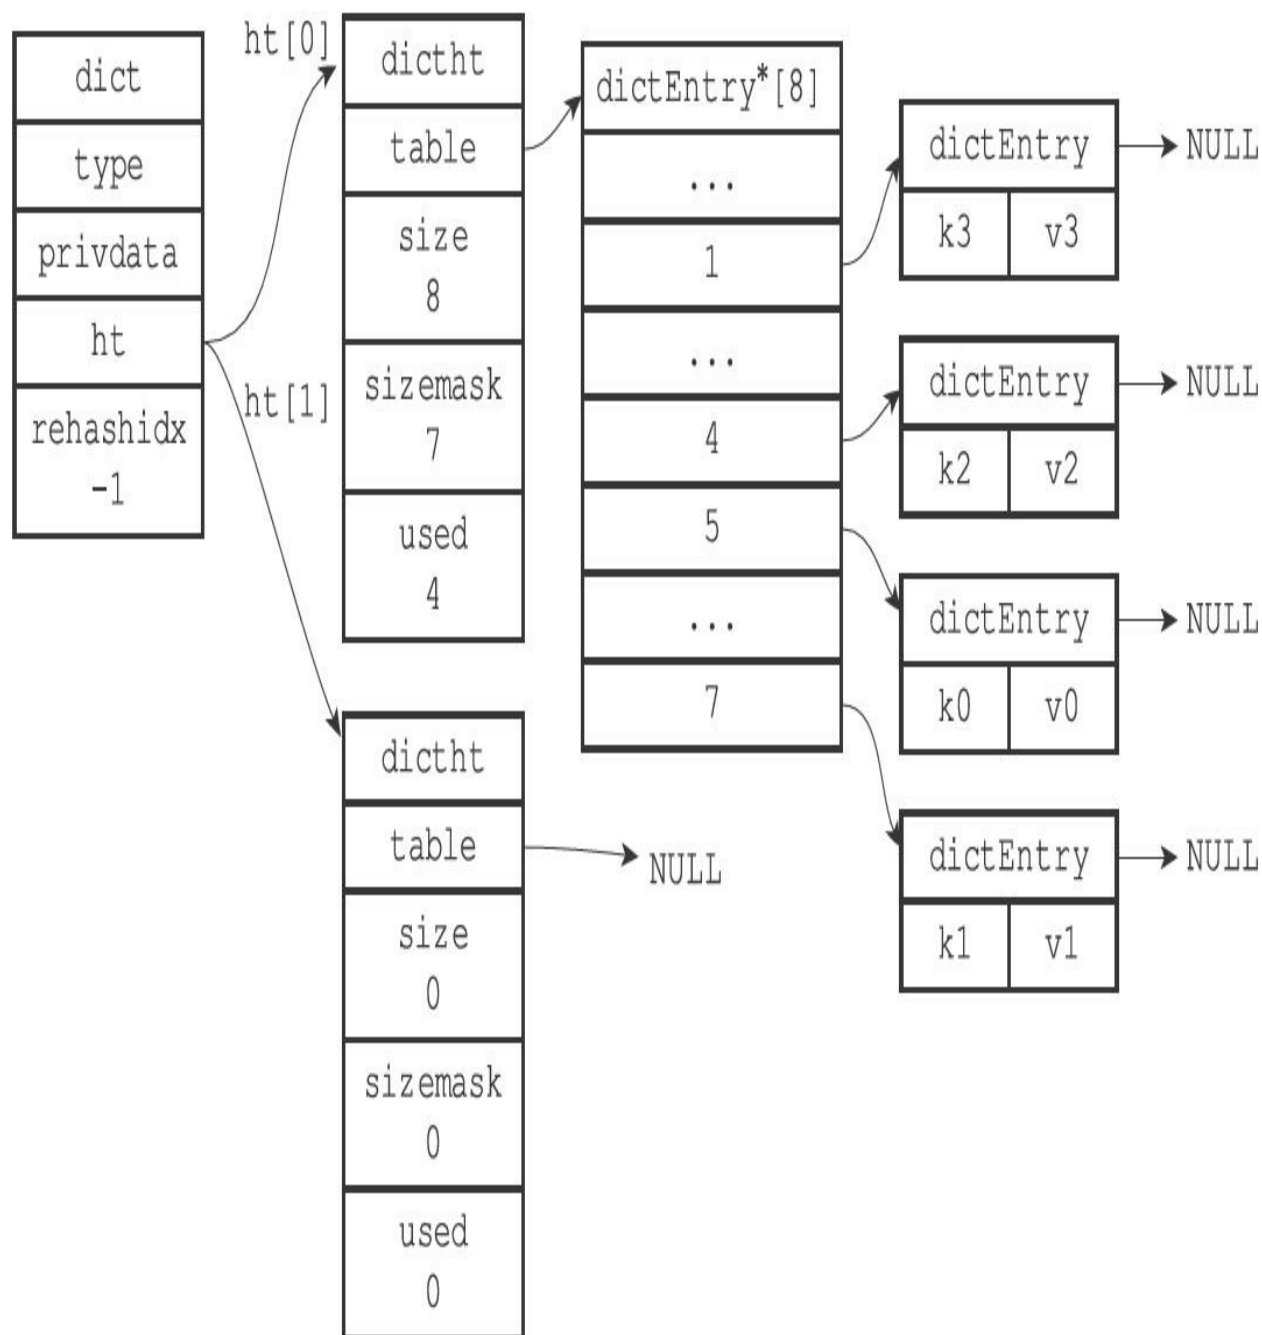 dict
type
privdata
ht
rehashidx
-1
ht[0]
ht[1]
dictht
table
size
8
sizemask
7
used
4
dictht
table
size
0
sizemask
0
used
0
NULL
dictEntry*[8]
...
1
...
4
5
...
7
dictEntry
k3 v3
NULL
dictEntry
k2 v2
NULL
dictEntry
k0 v0
NULL
dictEntry
k1 v1
NULL